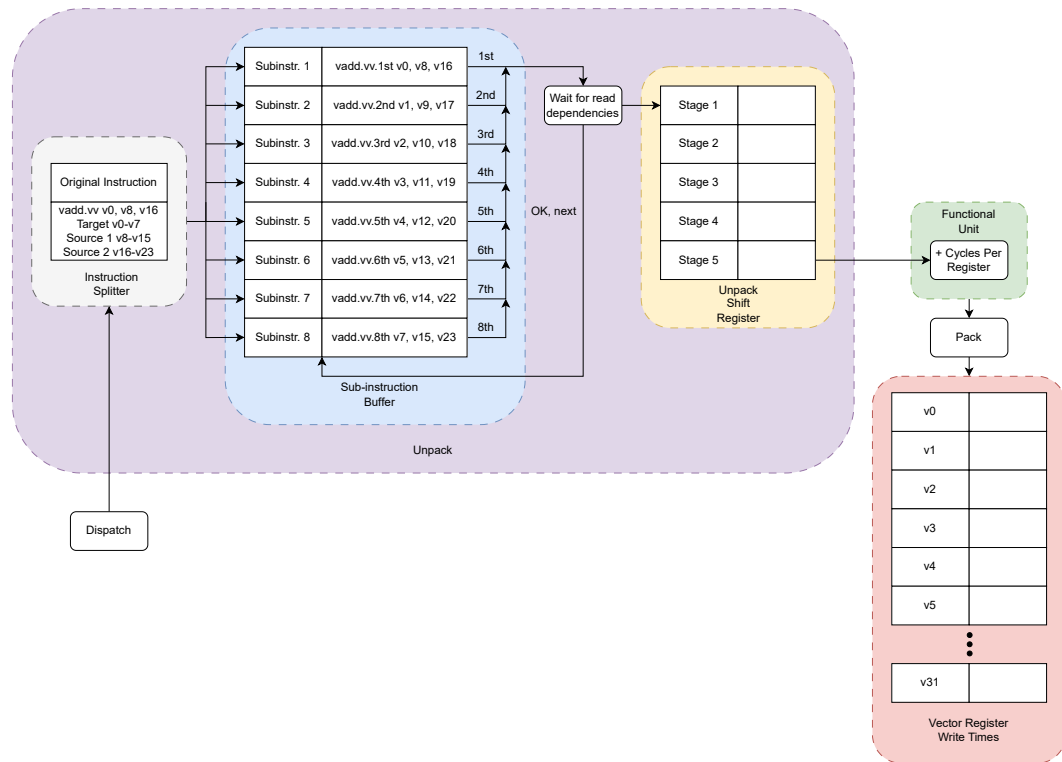 Original Instruction
vadd.vv v0, v8, v16
Target v0-v7
Source 1 v8-v15
Source 2 v16-v23
Instruction
Splitter
Subinstr. 1
vadd.vv.1st v0, v8, v16
1st
Subinstr. 2
vadd.vv.2nd v1, v9, v17
2nd
Subinstr. 3
vadd.vv.3rd v2, v10, v18
3rd
Subinstr. 4
vadd.vv.4th v3, v11, v19
4th
Subinstr. 5
vadd.vv.5th v4, v12, v20
5th
Subinstr. 6
vadd.vv.6th v5, v13, v21
6th
Subinstr. 7
vadd.vv.7th v6, v14, v22
7th
Subinstr. 8
vadd.vv.8th v7, v15, v23
8th
Sub-instruction
Buffer
Wait for read
dependencies
OK, next
Stage 1
Stage 2
Stage 3
Stage 4
Stage 5
Unpack
Shift
Register
Unpack
Dispatch
Functional
Unit
+ Cycles Per
Register
Pack
v0
v1
v2
v3
v4
v5
v31
Vector Register
Write Times